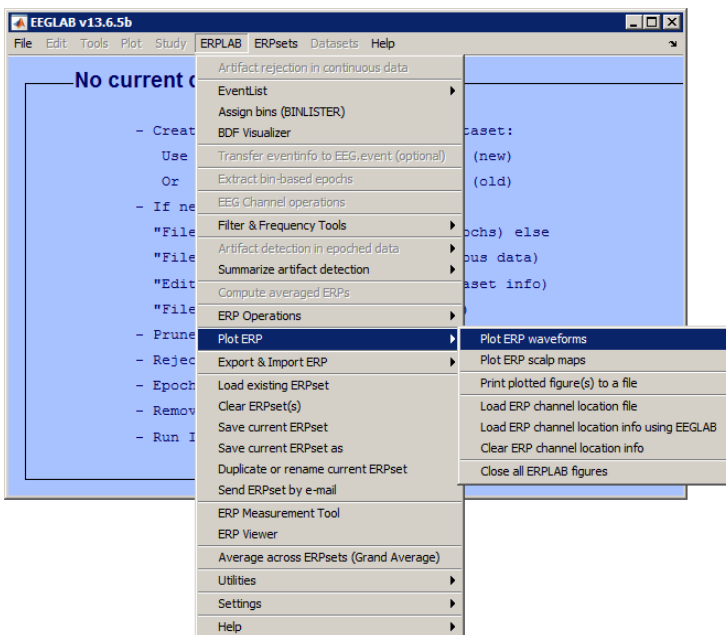 EEGLAB v13.6.5b
File Edit Tools Plot Study ERPLAB ERPsets Datasets Help
No current
- Creat
taset:
Use
(new)
Or
(old)
- If ne
"File
ochs) else
"File
ous data)
"Edit
aset info)
"File
)
- Prune
- Rejec
- Epoch
- Remov
- Run I
Artifact rejection in continuous data
EventList
Assign bins (BINLISTER)
BDF Visualizer
Transfer eventinfo to EEG.event (optional)
Extract bin-based epochs
EEG Channel operations
Filter & Frequency Tools
Artifact detection in epoched data
Summarize artifact detection
Compute averaged ERPs
ERP Operations
Plot ERP
Export & Import ERP
Load existing ERPset
Clear ERPset(s)
Save current ERPset
Save current ERPset as
Duplicate or rename current ERPset
Send ERPset by e-mail
ERP Measurement Tool
ERP Viewer
Average across ERPsets (Grand Average)
Utilities
Settings
Help
Plot ERP waveforms
Plot ERP scalp maps
Print plotted figure(s) to a file
Load ERP channel location file
Load ERP channel location info using EEGLAB
Clear ERP channel location info
Close all ERPLAB figures